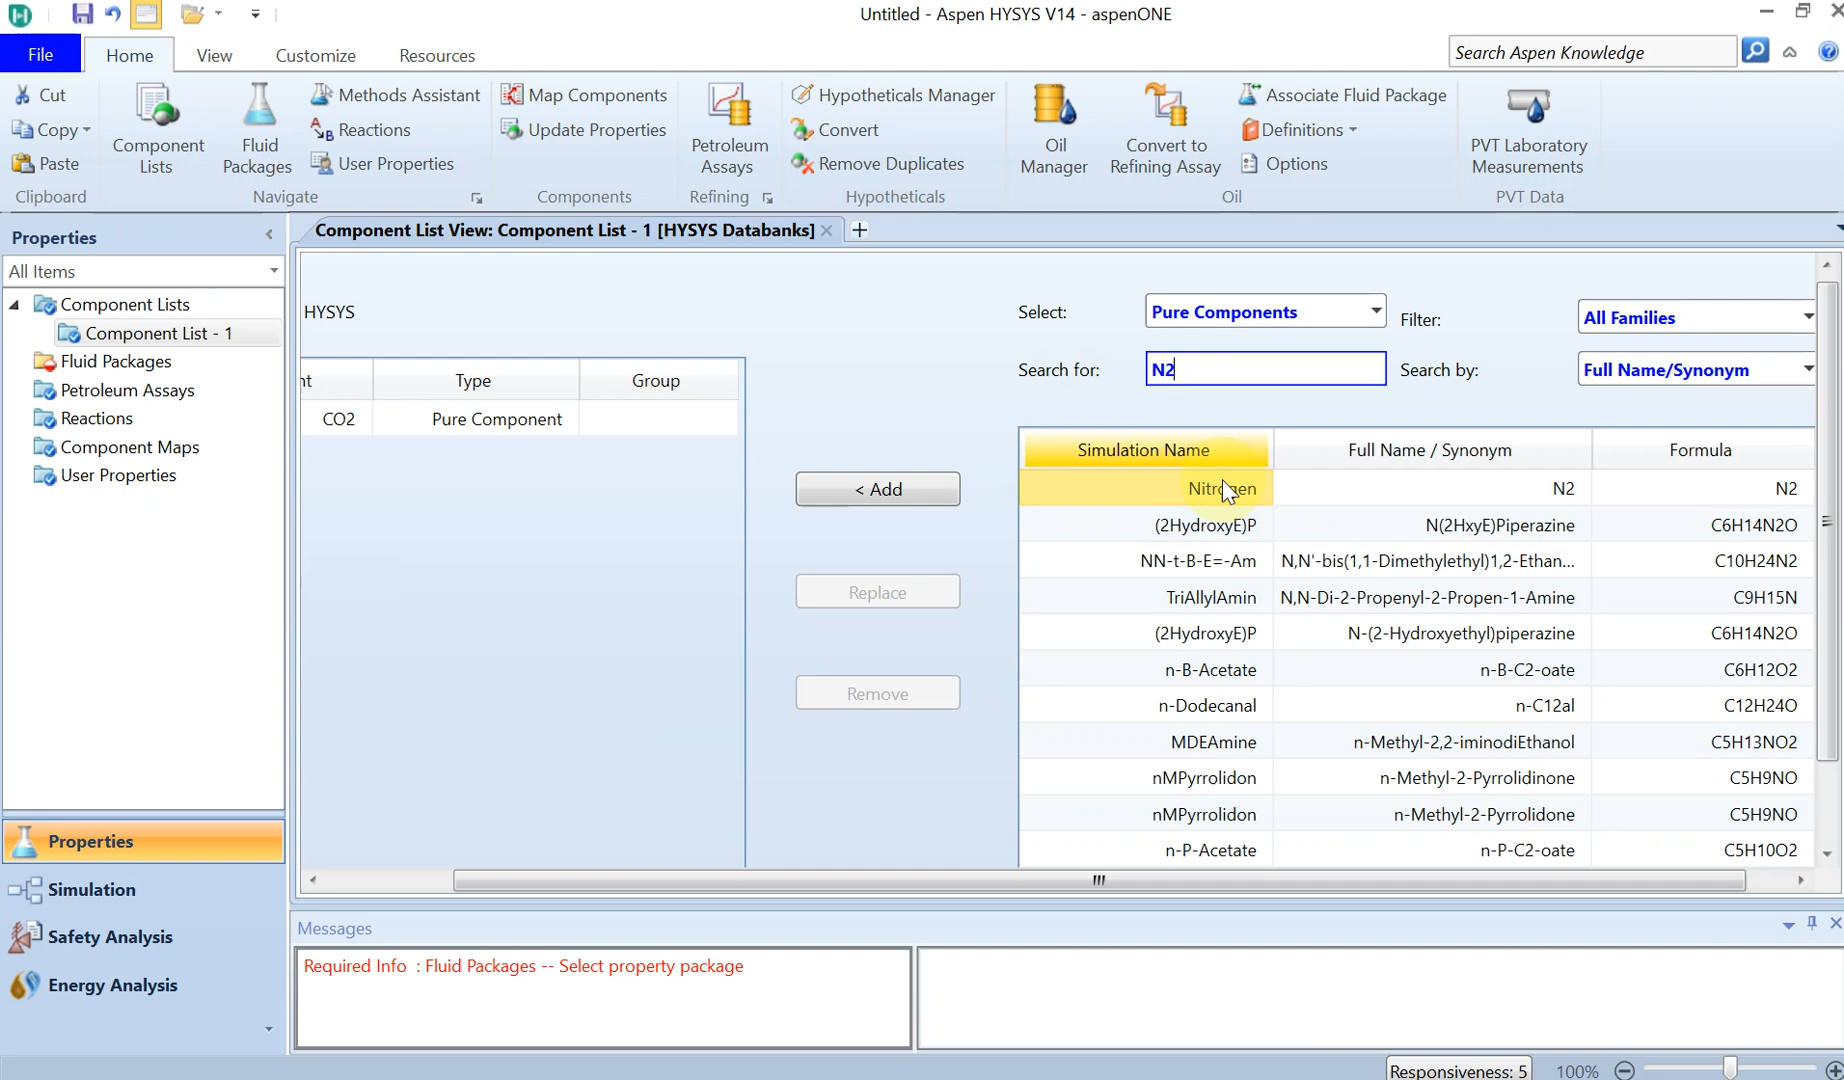 Untitled - Aspen HYSYS V14 - aspenONE
File Home View Customize Resources
Search Aspen Knowledge
Cut
Copy
Paste
Clipboard
Component Lists
Fluid Packages
Methods Assistant
Reactions
User Properties
Navigate
Map Components
Update Properties
Components
Petroleum Assays
Refining
Hypotheticals Manager
Convert
Remove Duplicates
Hypotheticals
Oil Manager
Convert to Refining Assay
Associate Fluid Package
Definitions
Options
Oil
PVT Laboratory Measurements
PVT Data
Properties
All Items
Component Lists
Component List - 1
Fluid Packages
Petroleum Assays
Reactions
Component Maps
User Properties
Properties
Simulation
Safety Analysis
Energy Analysis
Component List View: Component List - 1 [HYSYS Databanks]
HYSYS
nt Type Group
CO2 Pure Component
< Add
Replace
Remove
Select: Pure Components Filter: All Families
Search for: N2 Search by: Full Name/Synonym
Simulation Name Full Name / Synonym Formula
Nitrogen N2 N2
(2HydroxyE)P N(2HxyE)Piperazine C6H14N2O
NN-t-B-E=-Am N,N'-bis(1,1-Dimethylethyl)1,2-Ethan... C10H24N2
TriAllylAmin N,N-Di-2-Propenyl-2-Propen-1-Amine C9H15N
(2HydroxyE)P N-(2-Hydroxyethyl)piperazine C6H14N2O
n-B-Acetate n-B-C2-oate C6H12O2
n-Dodecanal n-C12al C12H24O
MDEAmine n-Methyl-2,2-iminodiEthanol C5H13NO2
nMPyrrolidon n-Methyl-2-Pyrrolidinone C5H9NO
nMPyrrolidon n-Methyl-2-Pyrrolidone C5H9NO
n-P-Acetate n-P-C2-oate C5H10O2
Messages
Required Info : Fluid Packages -- Select property package
Responsiveness: 5 100%